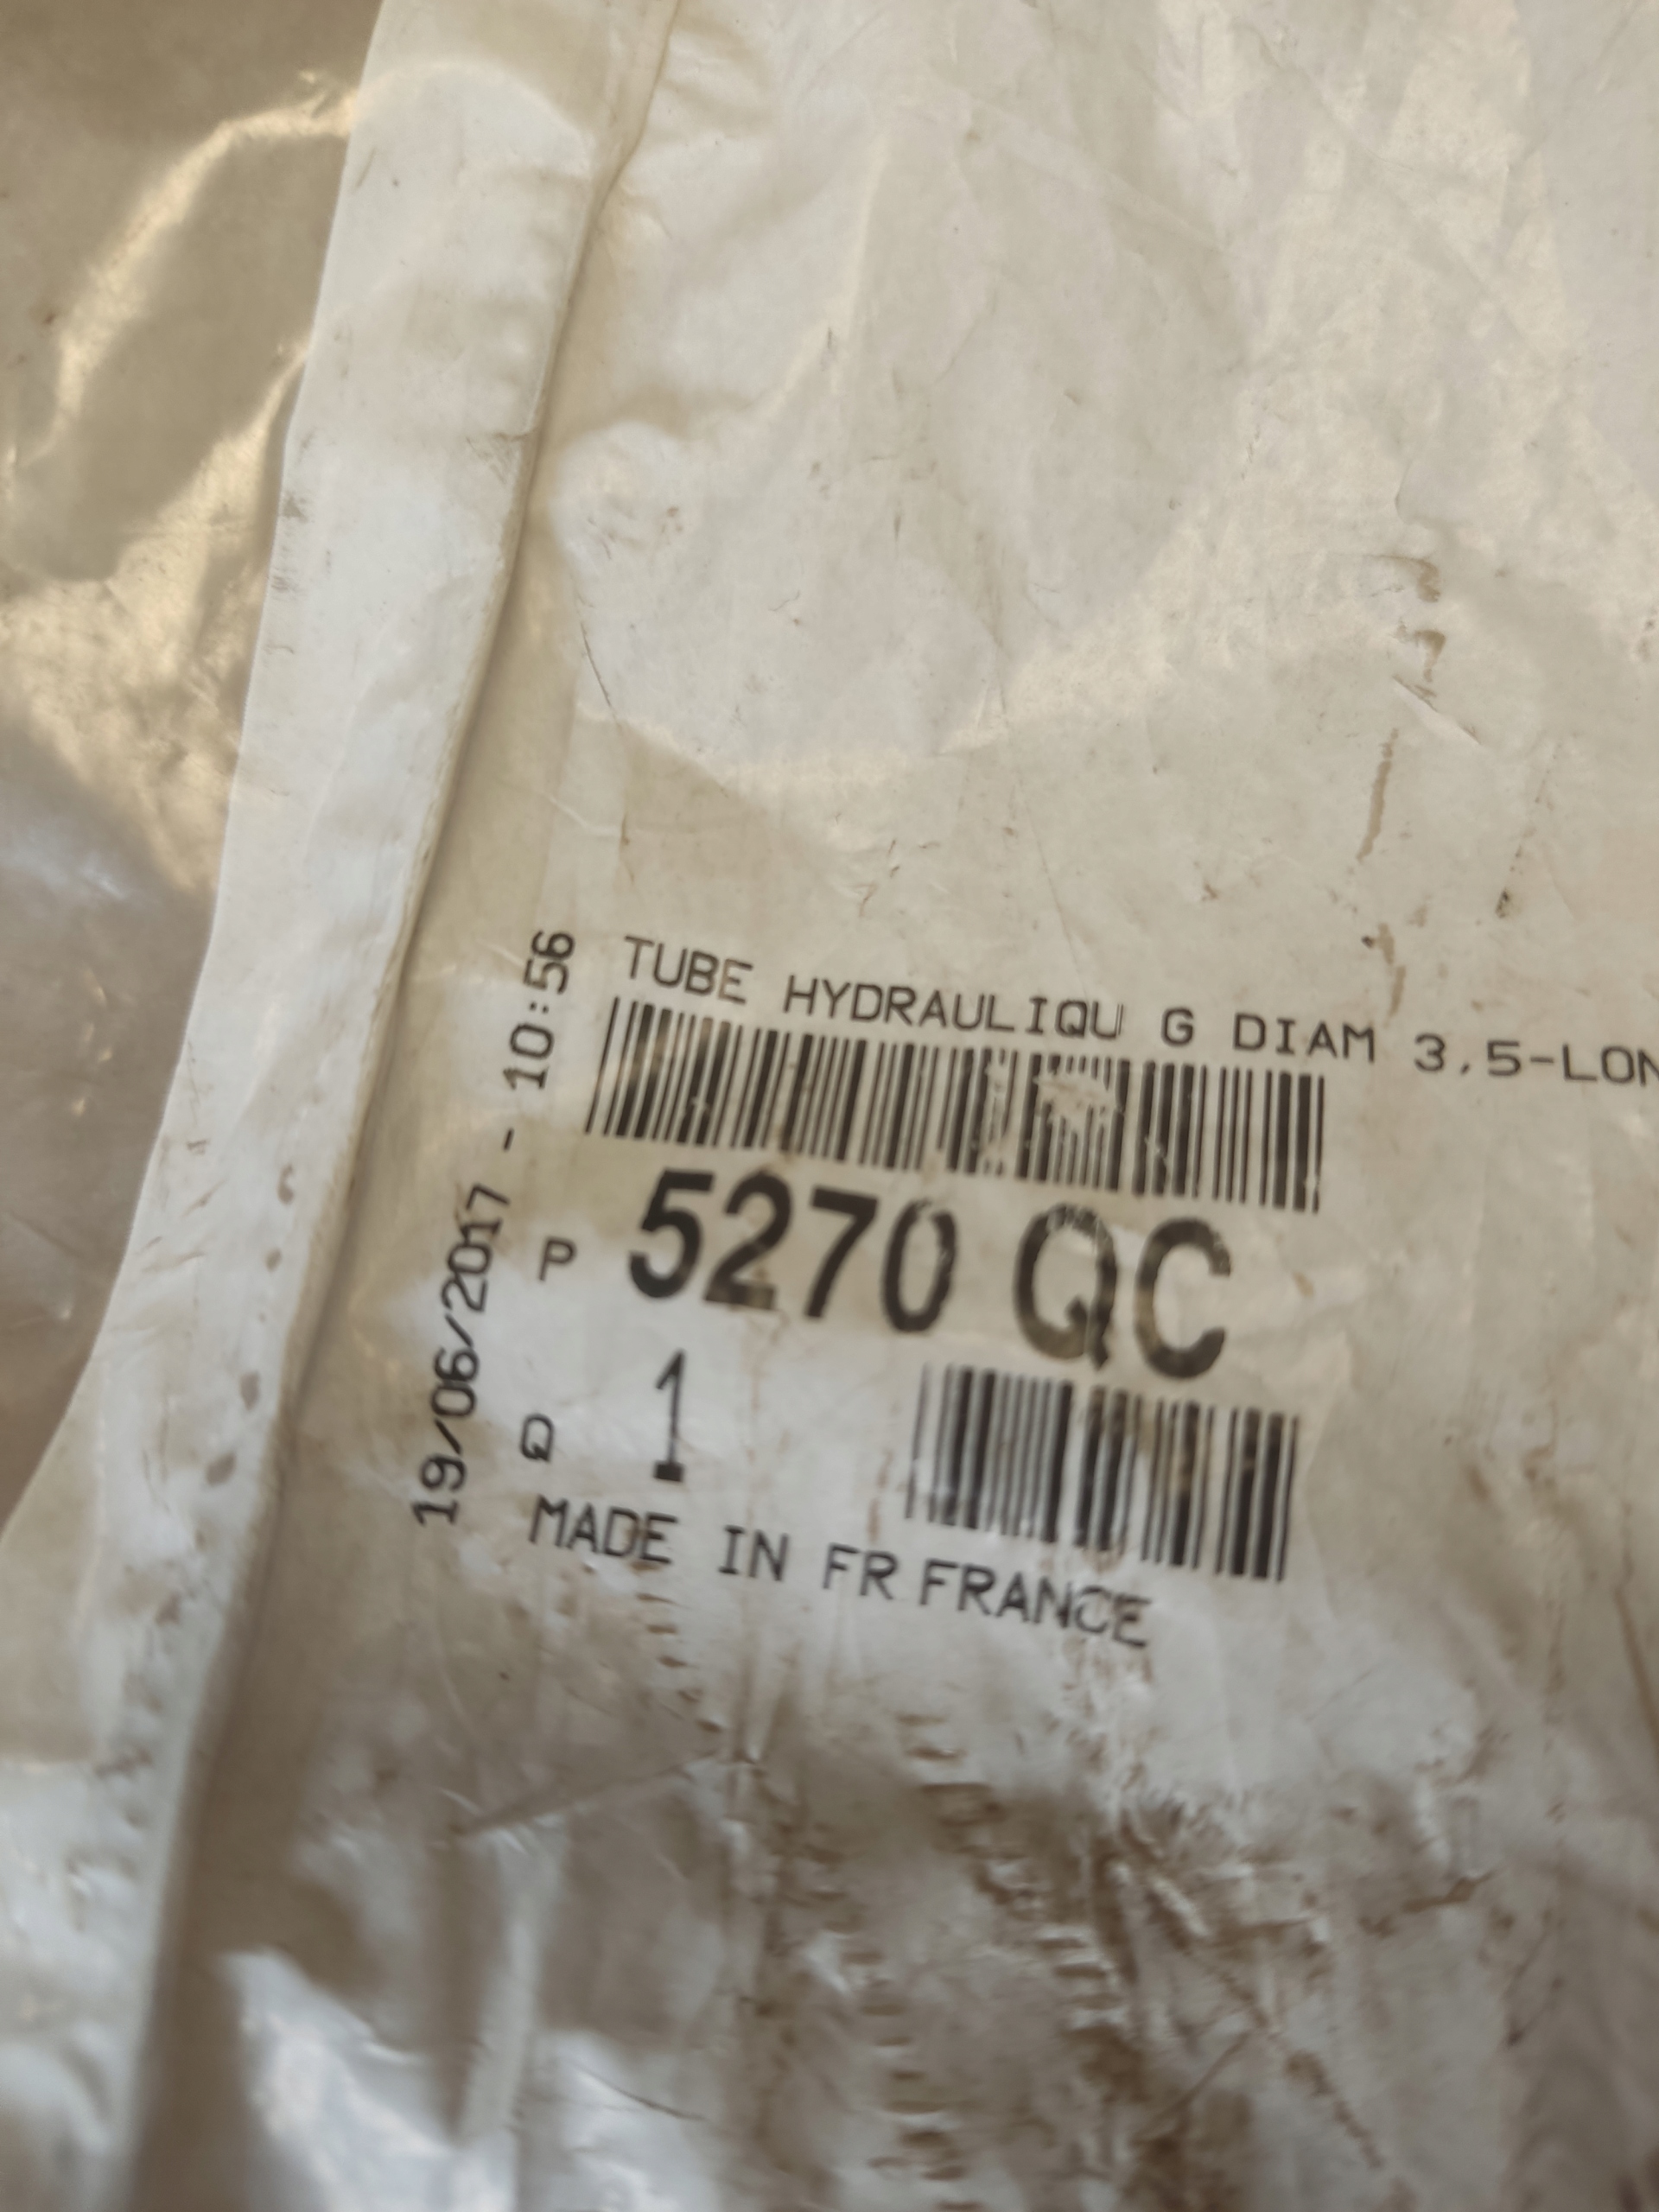 TUBE HYDRAULIQU G DIAM 3,5-LON
P 5270 QC
Q 1
MADE IN FR FRANCE
19/06/2017 - 10:56